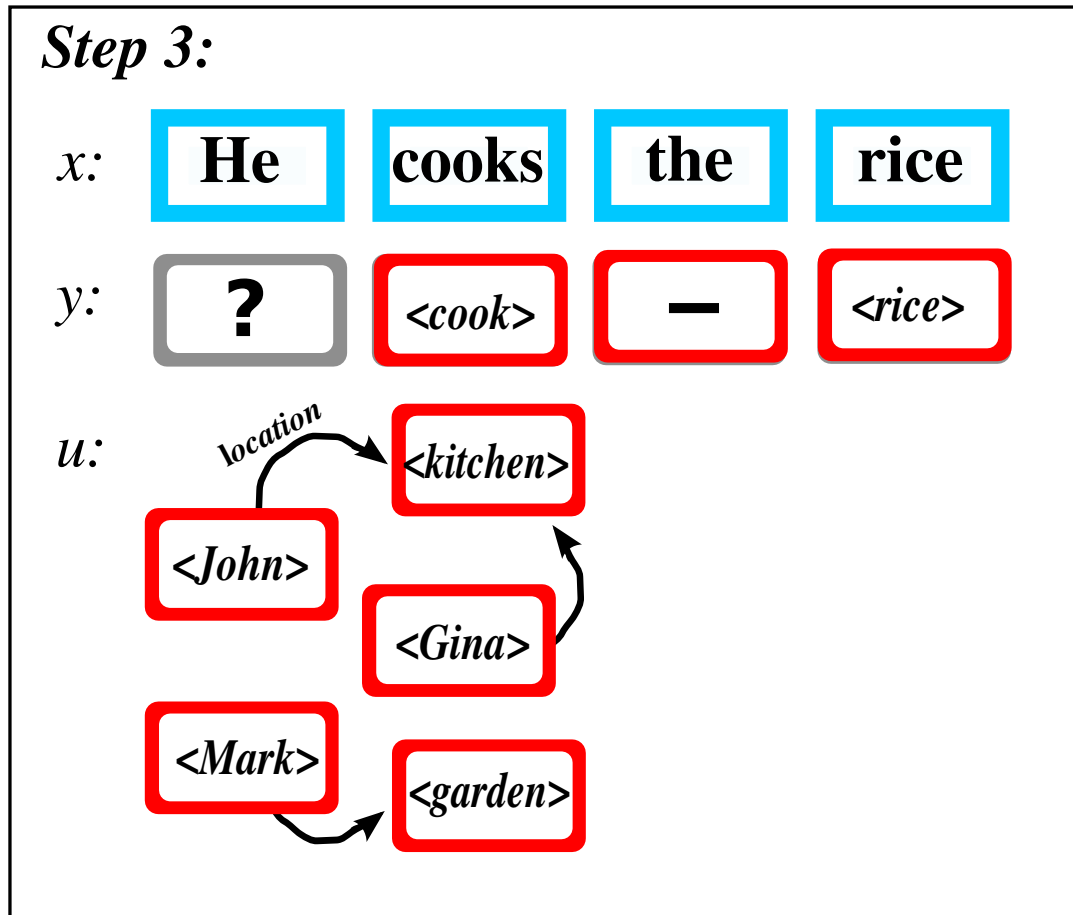 Step 3:
x: He cooks the rice
y: ? <cook> – <rice>
u: location <kitchen>
<John>
<Gina>
<Mark>
<garden>